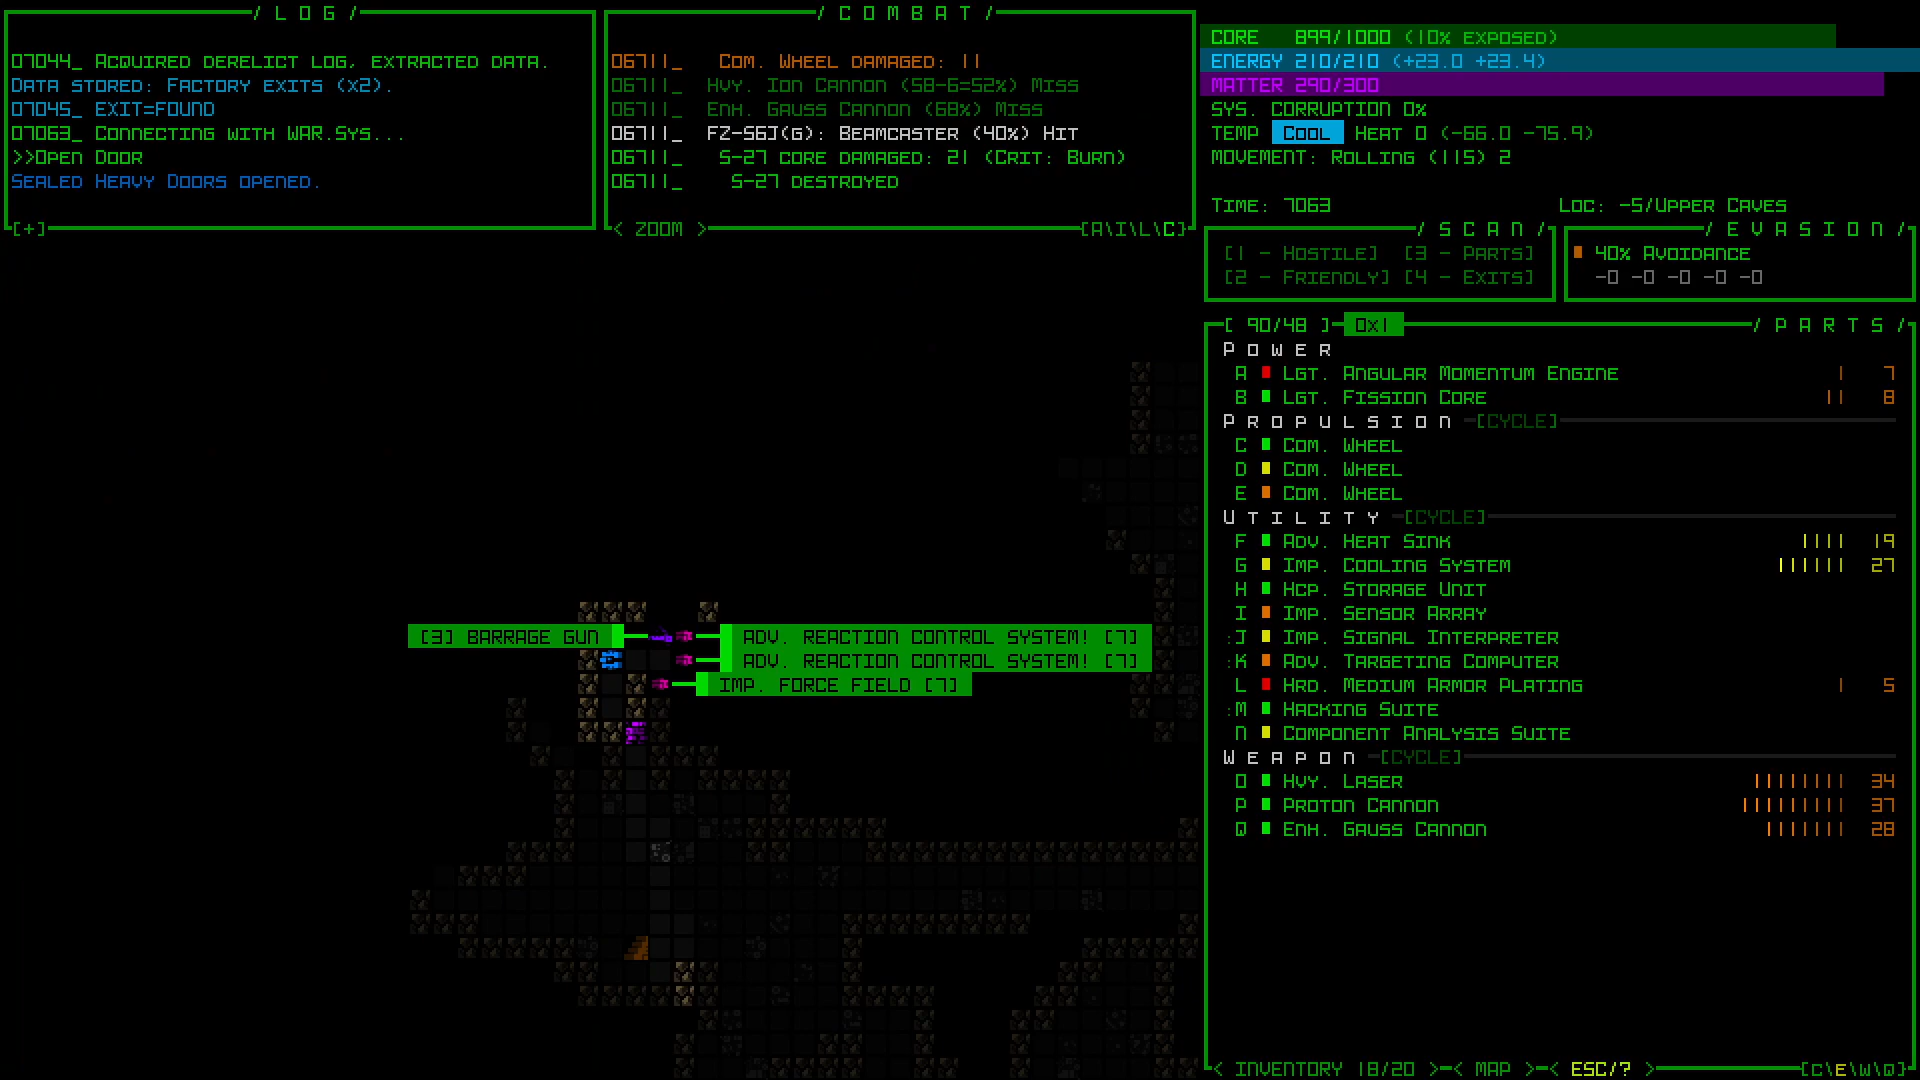 / L O G /
07044_ Acquired derelict log, extracted data.
Data stored: Factory exits (x2).
07045_ EXIT=FOUND
07063_ Connecting with WAR.Sys...
>>Open Door
Sealed Heavy Doors opened.
[+]
/ C O M B A T /
06711_ Com. Wheel damaged: 11
06711_ Hvy. Ion Cannon (58-6=52%) Miss
06711_ Enh. Gauss Cannon (68%) Miss
06711_ FZ-56J(G): Beamcaster (40%) Hit
06711_ S-27 core damaged: 21 (Crit: Burn)
06711_ S-27 destroyed
< ZOOM >
[A\I\L\C]
CORE 899/1000 (10% exposed)
ENERGY 210/210 (+23.0 +23.4)
MATTER 290/300
SYS. CORRUPTION 0%
TEMP Cool HEAT 0 (-66.0 -75.9)
MOVEMENT: Rolling (115) 2
TIME: 7063
LOC: -5/Upper Caves
/ S C A N /
[1 - Hostile] [3 - Parts]
[2 - Friendly] [4 - Exits]
/ E V A S I O N /
40% Avoidance
-0 -0 -0 -0 -0
[ 90/48 ] 0x1 / P A R T S /
P O W E R
A Lgt. Angular Momentum Engine 7
B Lgt. Fission Core 8
P R O P U L S I O N [CYCLE]
C Com. Wheel
D Com. Wheel
E Com. Wheel
U T I L I T Y [CYCLE]
F Adv. Heat Sink 19
G Imp. Cooling System 27
H Hcp. Storage Unit
I Imp. Sensor Array
:J Imp. Signal Interpreter
:K Adv. Targeting Computer
L Hrd. Medium Armor Plating 5
:M Hacking Suite
N Component Analysis Suite
W E A P O N [CYCLE]
O Hvy. Laser 34
P Proton Cannon 37
Q Enh. Gauss Cannon 28
[3] Barrage Gun
Adv. Reaction Control System! [7]
Adv. Reaction Control System! [7]
Imp. Force Field [7]
< INVENTORY 18/20 > < MAP > < ESC/? > [C\E\W\Q]